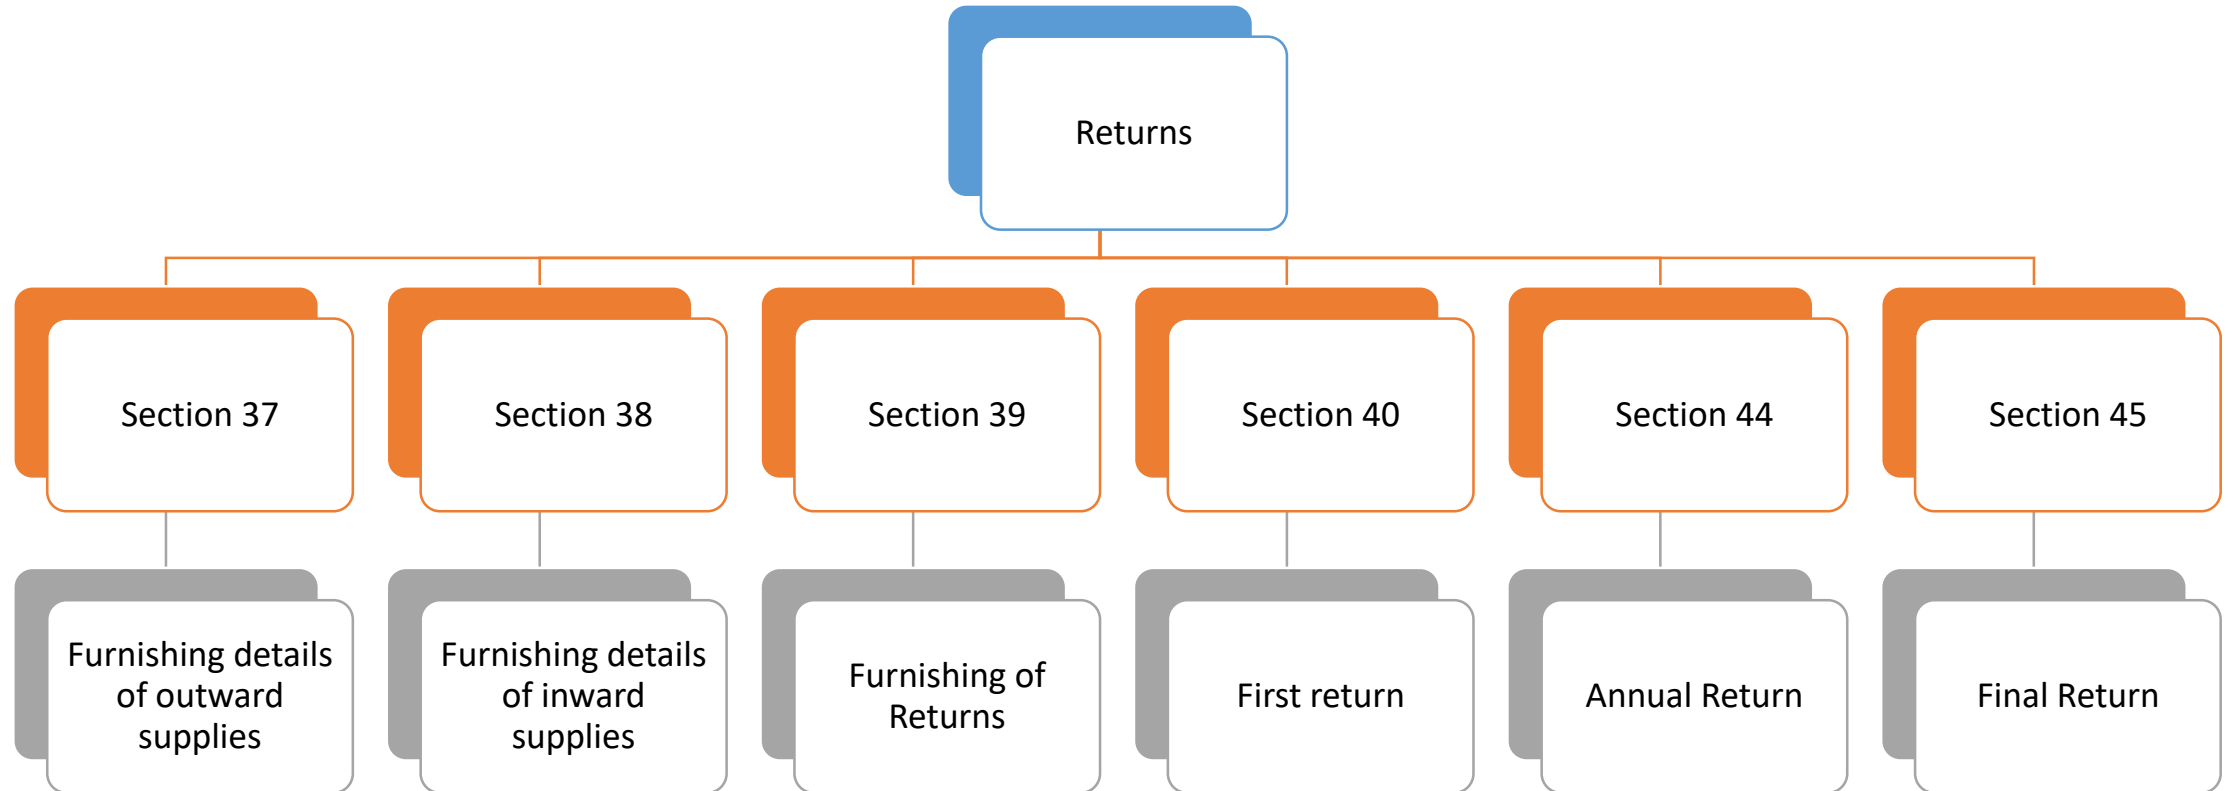 Returns
Section 37
Section 38
Section 39
Section 40
Section 44
Section 45
Furnishing details
of outward
supplies
Furnishing details
of inward
supplies
Furnishing of
Returns
First return
Annual Return
Final Return